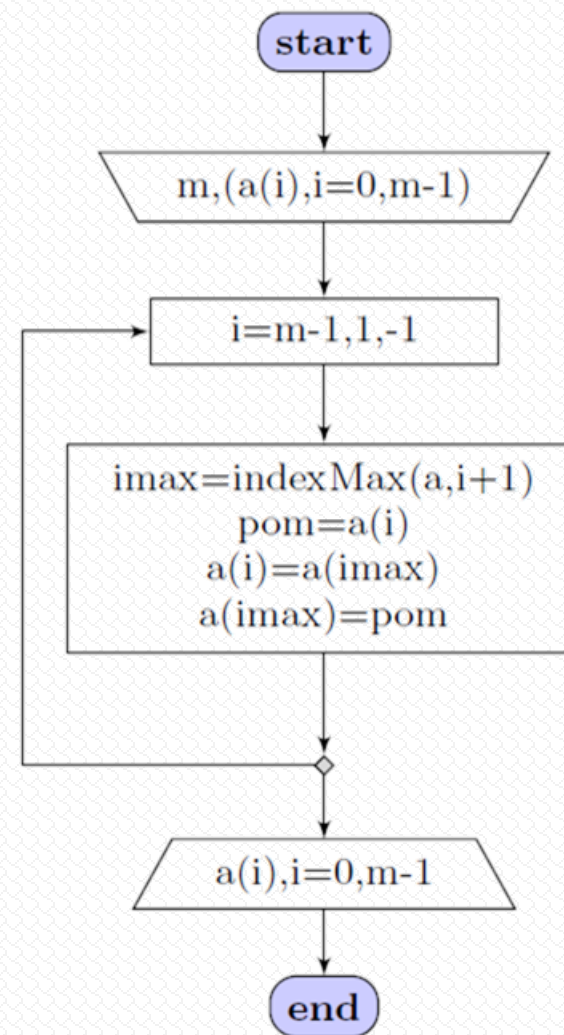 start
m,(a(i),i=0,m-1)
i=m-1,1,-1
imax=indexMax(a,i+1)
pom=a(i)
a(i)=a(imax)
a(imax)=pom
a(i),i=0,m-1
end